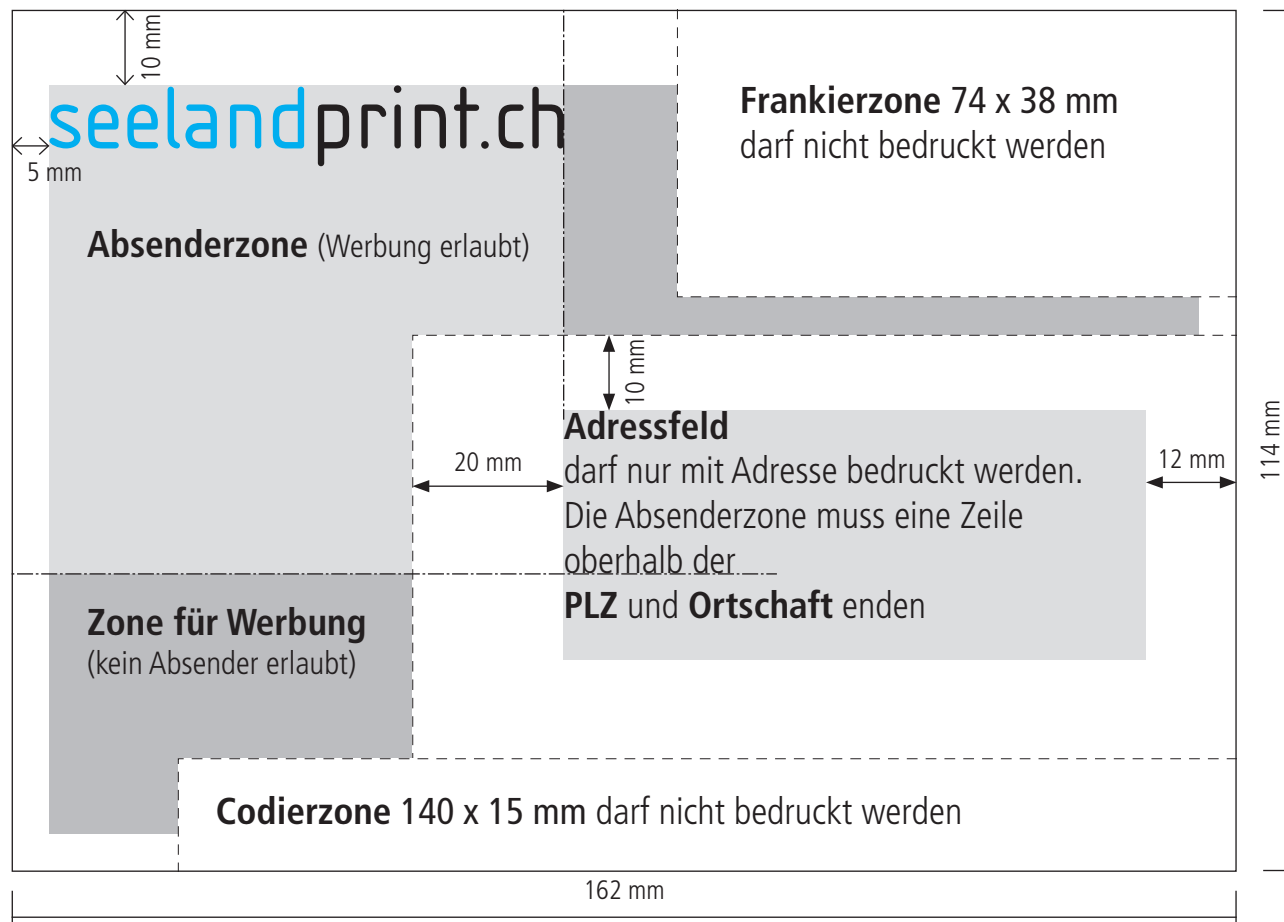 10 mm
seelandprint.ch
5 mm
Frankierzone 74 x 38 mm
darf nicht bedruckt werden
Absenderzone (Werbung erlaubt)
10 mm
Adressfeld
darf nur mit Adresse bedruckt werden.
Die Absenderzone muss eine Zeile
oberhalb der
PLZ und Ortschaft enden
20 mm
12 mm
114 mm
Zone für Werbung
(kein Absender erlaubt)
Codierzone 140 x 15 mm darf nicht bedruckt werden
162 mm